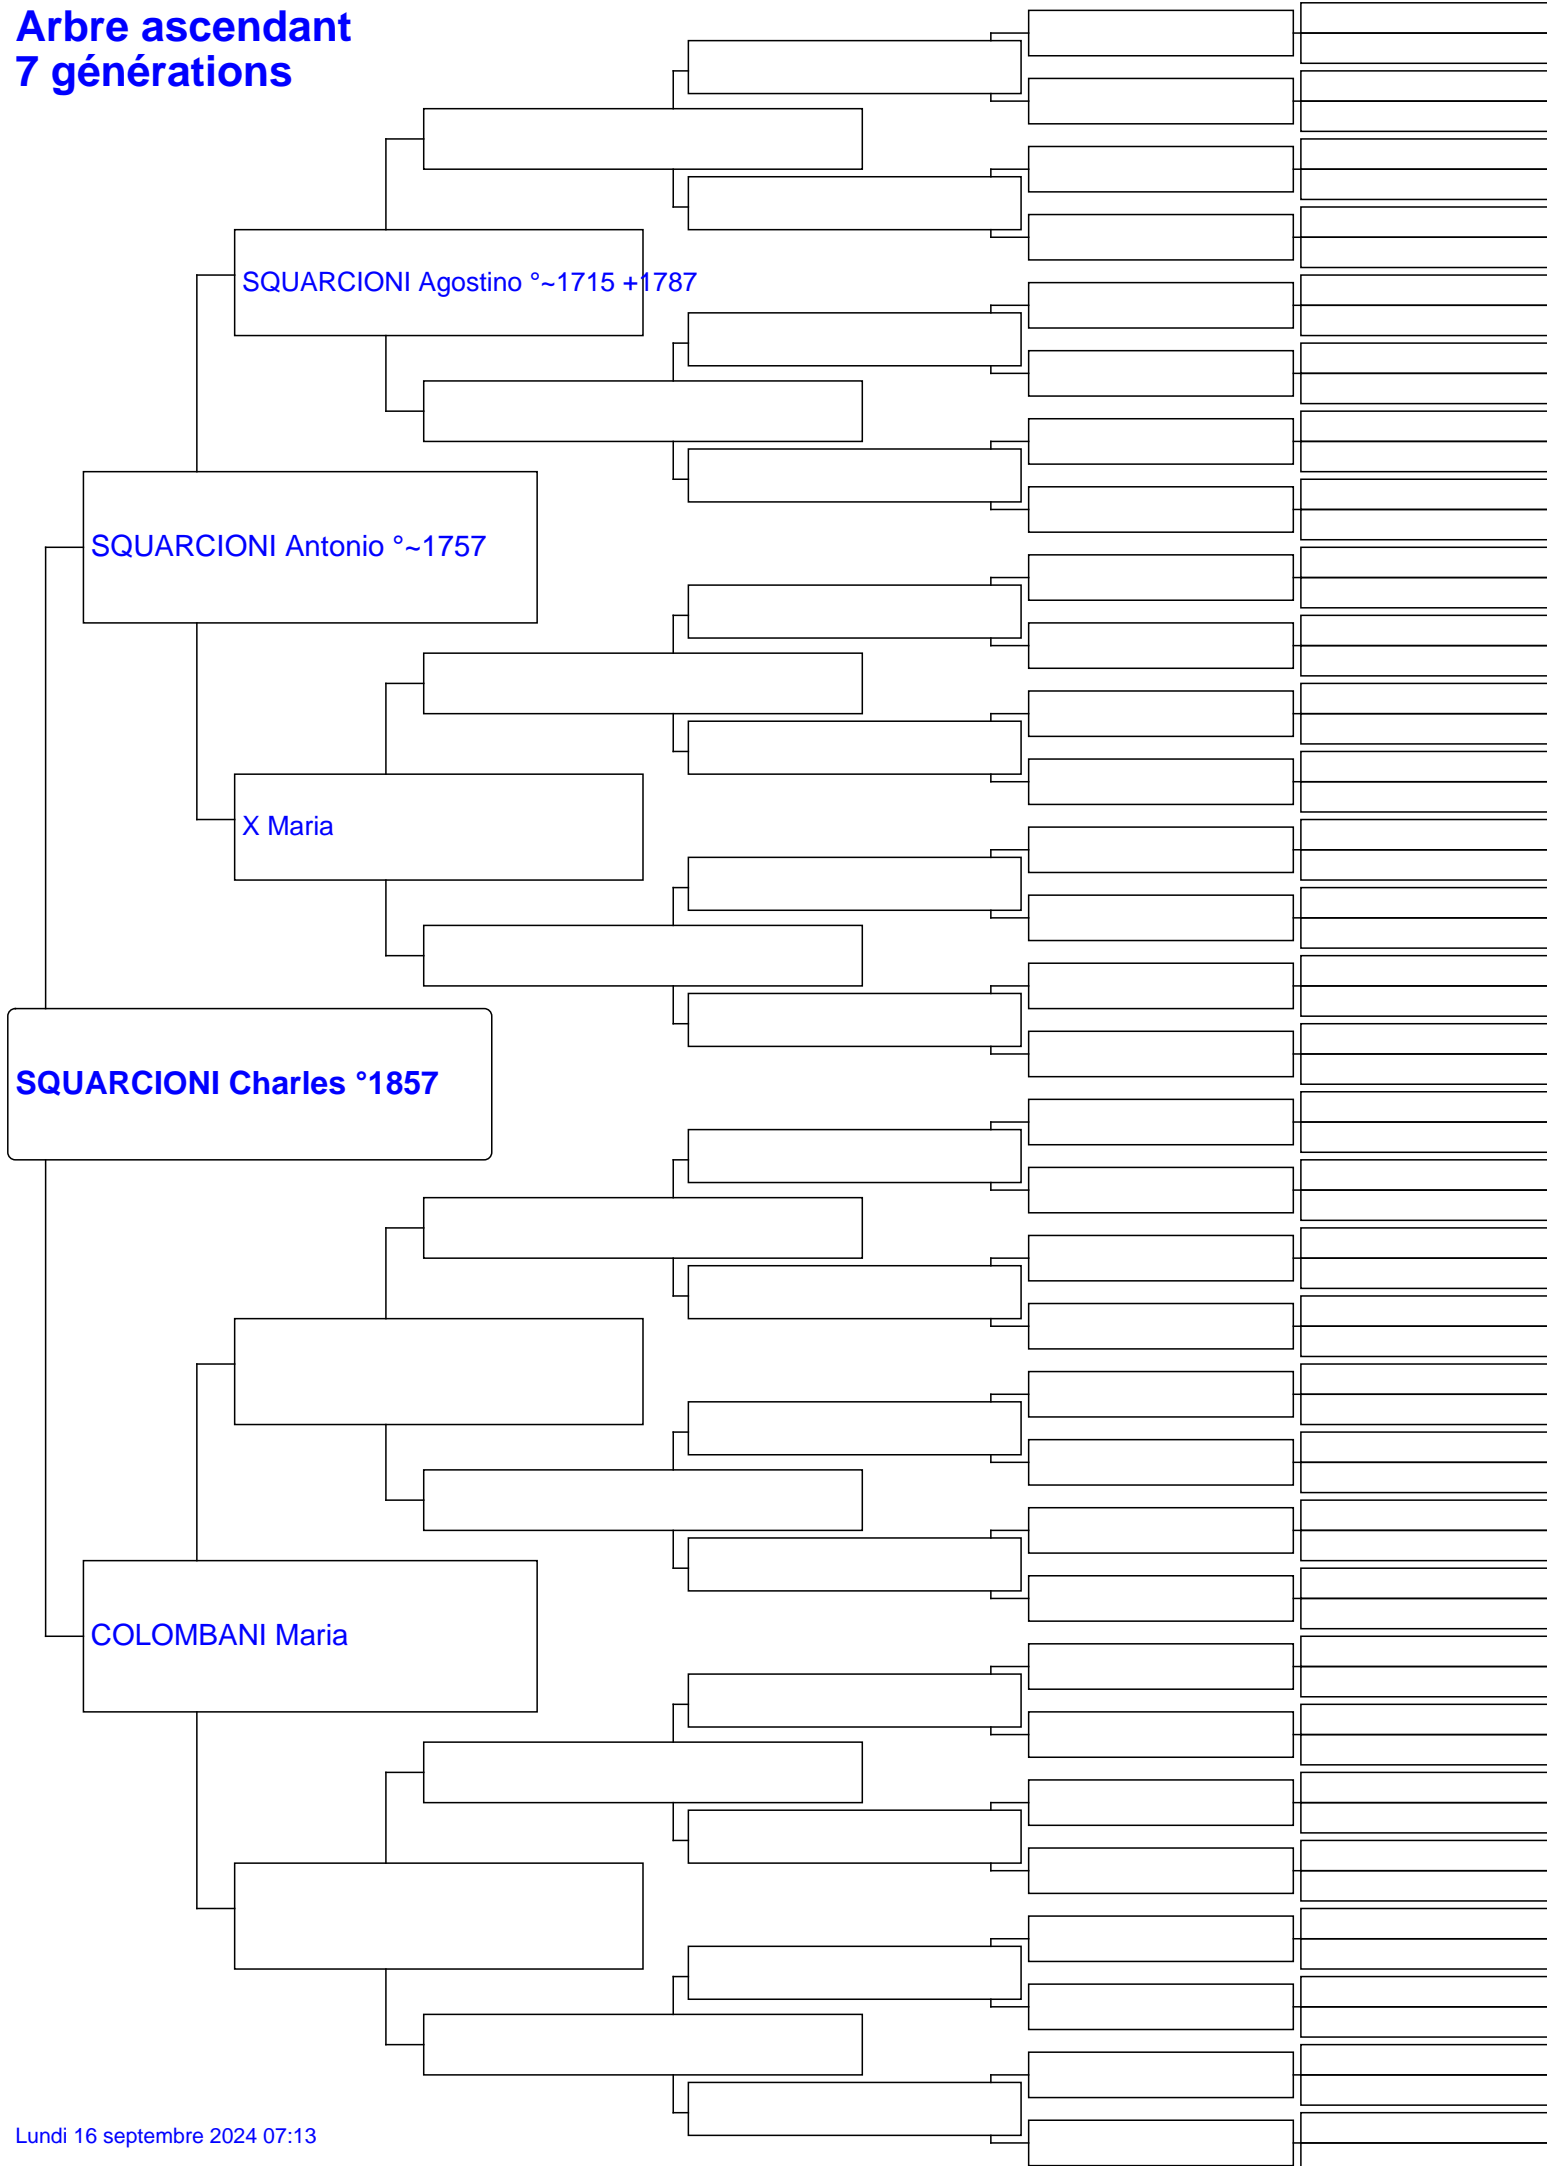 Arbre ascendant
7 générations
SQUARCIONI Agostino °~1715 +1787
SQUARCIONI Antonio °~1757
X Maria
SQUARCIONI Charles °1857
COLOMBANI Maria
Lundi 16 septembre 2024 07:13